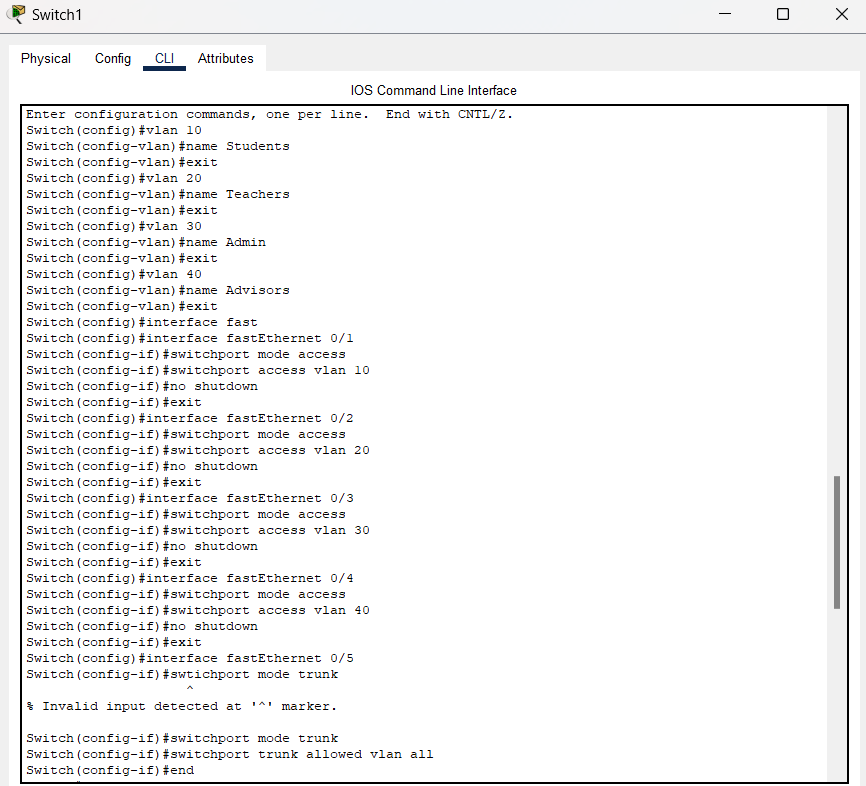 Switch1
Physical Config CLI Attributes
IOS Command Line Interface
Enter configuration commands, one per line.  End with CNTL/Z.
Switch(config)#vlan 10
Switch(config-vlan)#name Students
Switch(config-vlan)#exit
Switch(config)#vlan 20
Switch(config-vlan)#name Teachers
Switch(config-vlan)#exit
Switch(config)#vlan 30
Switch(config-vlan)#name Admin
Switch(config-vlan)#exit
Switch(config)#vlan 40
Switch(config-vlan)#name Advisors
Switch(config-vlan)#exit
Switch(config)#interface fast
Switch(config)#interface fastEthernet 0/1
Switch(config-if)#switchport mode access
Switch(config-if)#switchport access vlan 10
Switch(config-if)#no shutdown
Switch(config-if)#exit
Switch(config)#interface fastEthernet 0/2
Switch(config-if)#switchport mode access
Switch(config-if)#switchport access vlan 20
Switch(config-if)#no shutdown
Switch(config-if)#exit
Switch(config)#interface fastEthernet 0/3
Switch(config-if)#switchport mode access
Switch(config-if)#switchport access vlan 30
Switch(config-if)#no shutdown
Switch(config-if)#exit
Switch(config)#interface fastEthernet 0/4
Switch(config-if)#switchport mode access
Switch(config-if)#switchport access vlan 40
Switch(config-if)#no shutdown
Switch(config-if)#exit
Switch(config)#interface fastEthernet 0/5
Switch(config-if)#swtichport mode trunk
^
% Invalid input detected at '^' marker.
Switch(config-if)#switchport mode trunk
Switch(config-if)#switchport trunk allowed vlan all
Switch(config-if)#end